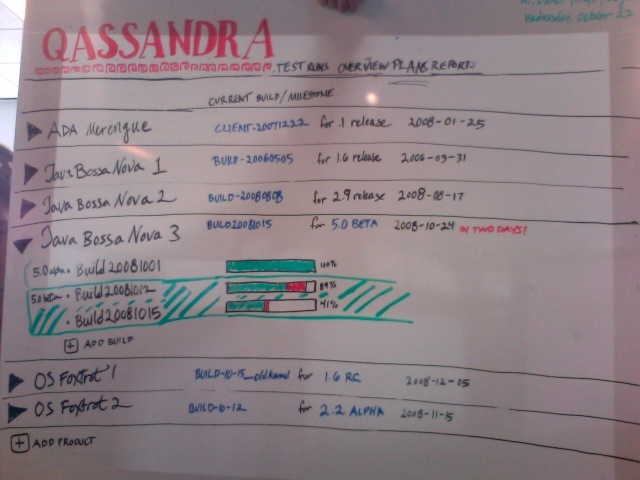 Wednesday, October 22
QASSANDRA
TEST RUNS OVERVIEW PLANS REPORTS
CURRENT BUILD/MILESTONE
ADA Merengue CLIENT-20071222 for .1 release 2008-01-25
Java Bossa Nova 1 BUILD-20060505 for 1.6 release 2006-05-31
Java Bossa Nova 2 BUILD-20080808 for 2.9 release 2008-08-17
Java Bossa Nova 3 BUILD20081015 for 5.0 BETA 2008-10-24 IN TWO DAYS!
5.0 alpha • Build 20081001 100%
5.0 beta • Build 20081012 89%
• Build 20081015 41%
+ ADD BUILD
OS Foxtrot 1 BUILD-10-15_oldkernel for 1.6 RC 2008-12-05
OS Foxtrot 2 BUILD-10-12 for 2.2 ALPHA 2008-11-15
+ ADD PRODUCT